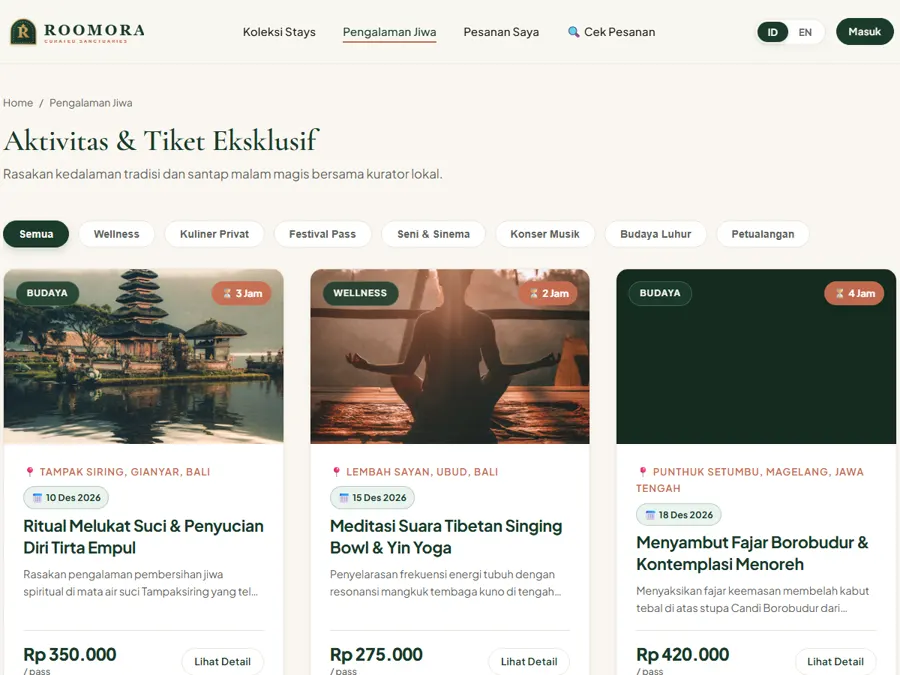 ROOMORA
CURATED SANCTUARIES
Koleksi Stays
Pengalaman Jiwa
Pesanan Saya
🔍 Cek Pesanan
ID
EN
Masuk
Home / Pengalaman Jiwa
Aktivitas & Tiket Eksklusif
Rasakan kedalaman tradisi dan santap malam magis bersama kurator lokal.
Semua
Wellness
Kuliner Privat
Festival Pass
Seni & Sinema
Konser Musik
Budaya Luhur
Petualangan
BUDAYA
⏳ 3 Jam
📍 TAMPAK SIRING, GIANYAR, BALI
📅 10 Des 2026
Ritual Melukat Suci & Penyucian
Diri Tirta Empul
Rasakan pengalaman pembersihan jiwa
spiritual di mata air suci Tampaksiring yang tel...
Rp 350.000
/ pass
Lihat Detail
WELLNESS
⏳ 2 Jam
📍 LEMBAH SAYAN, UBUD, BALI
📅 15 Des 2026
Meditasi Suara Tibetan Singing
Bowl & Yin Yoga
Penyelarasan frekuensi energi tubuh dengan
resonansi mangkuk tembaga kuno di tengah...
Rp 275.000
/ pass
Lihat Detail
BUDAYA
⏳ 4 Jam
📍 PUNTHUK SETUMBU, MAGELANG, JAWA
TENGAH
📅 18 Des 2026
Menyambut Fajar Borobudur &
Kontemplasi Menoreh
Menyaksikan fajar keemasan membelah kabut
tebal di atas stupa Candi Borobudur dari...
Rp 420.000
/ pass
Lihat Detail